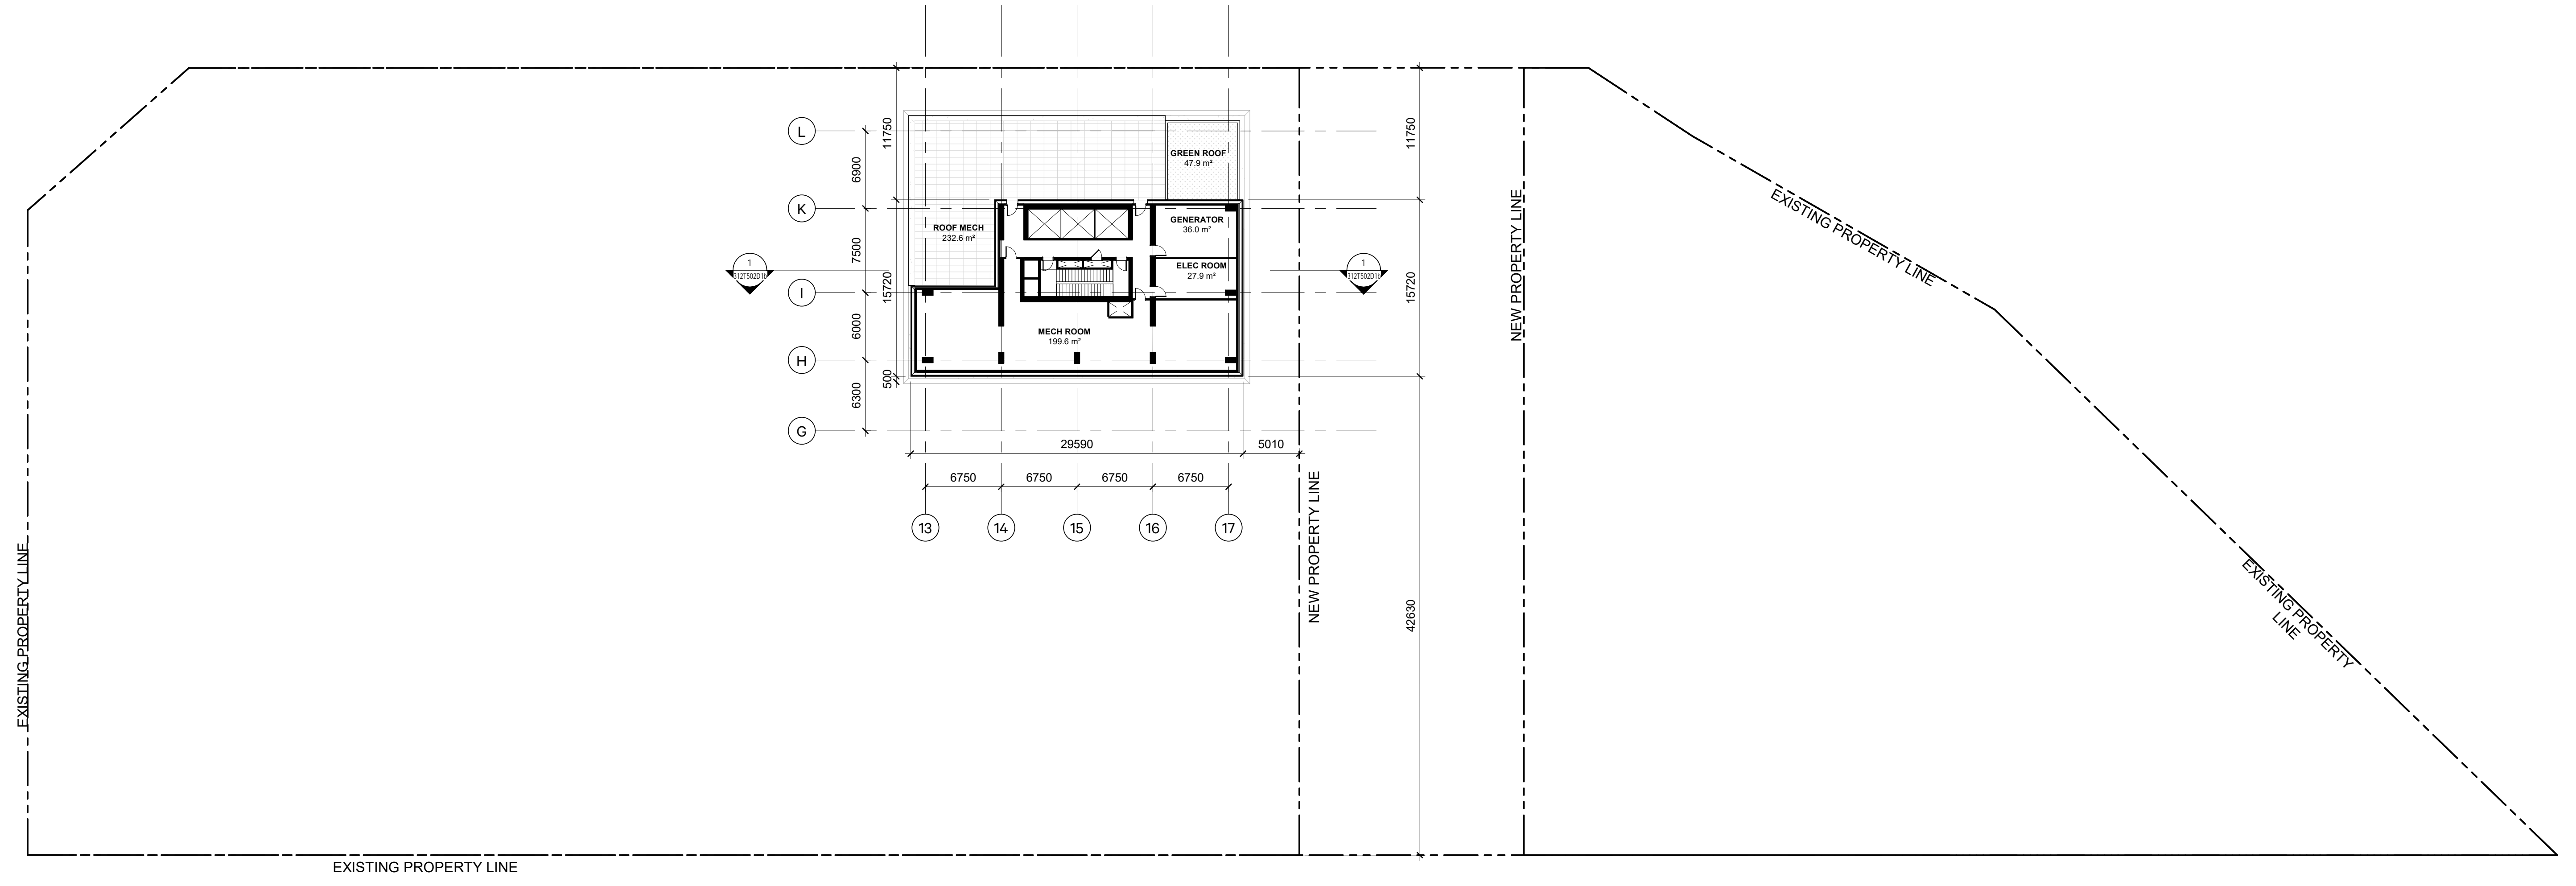 L
K
I
H
G
6900
7500
6000
6300
11750
15720
500
GREEN ROOF
47.9 m²
ROOF MECH
232.6 m²
GENERATOR
36.0 m²
ELEC ROOM
27.9 m²
MECH ROOM
199.6 m²
1
312T502D1b
1
312T502D1b
11750
15720
42630
29590
5010
6750
6750
6750
6750
13
14
15
16
17
NEW PROPERTY LINE
NEW PROPERTY LINE
EXISTING PROPERTY LINE
EXISTING PROPERTY
LINE
EXISTING PROPERTY LINE
EXISTING PROPERTY LINE